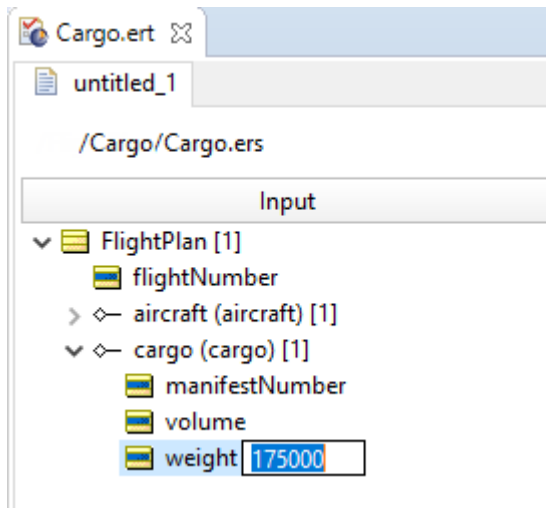 Cargo.ert
untitled_1
/Cargo/Cargo.ers
Input
FlightPlan [1]
flightNumber
aircraft (aircraft) [1]
cargo (cargo) [1]
manifestNumber
volume
weight 175000